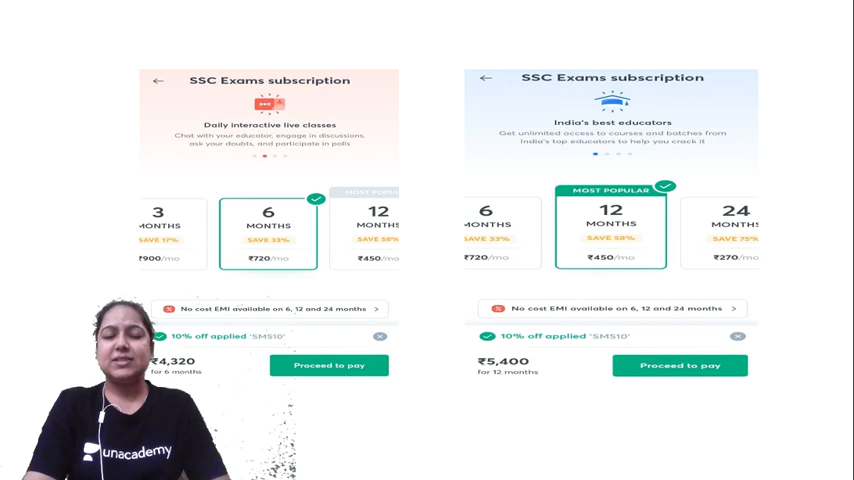 SSC Exams subscription
Daily interactive live classes
Chat with your educator, engage in discussions,
ask your doubts, and participate in polls
3
MONTHS
SAVE 17%
₹900/mo
6
MONTHS
SAVE 33%
₹720/mo
MOST POPU
12
MONTHS
SAVE 58%
₹450/mo
No cost EMI available on 6, 12 and 24 months >
10% off applied 'SMS10'
₹4,320
for 6 months
Proceed to pay
SSC Exams subscription
India's best educators
Get unlimited access to courses and batches from
India's top educators to help you crack it
6
MONTHS
SAVE 33%
₹720/mo
MOST POPULAR
12
MONTHS
SAVE 58%
₹450/mo
24
MONTHS
SAVE 75%
₹270/mo
No cost EMI available on 6, 12 and 24 months >
10% off applied 'SMS10'
₹5,400
for 12 months
Proceed to pay
unacademy